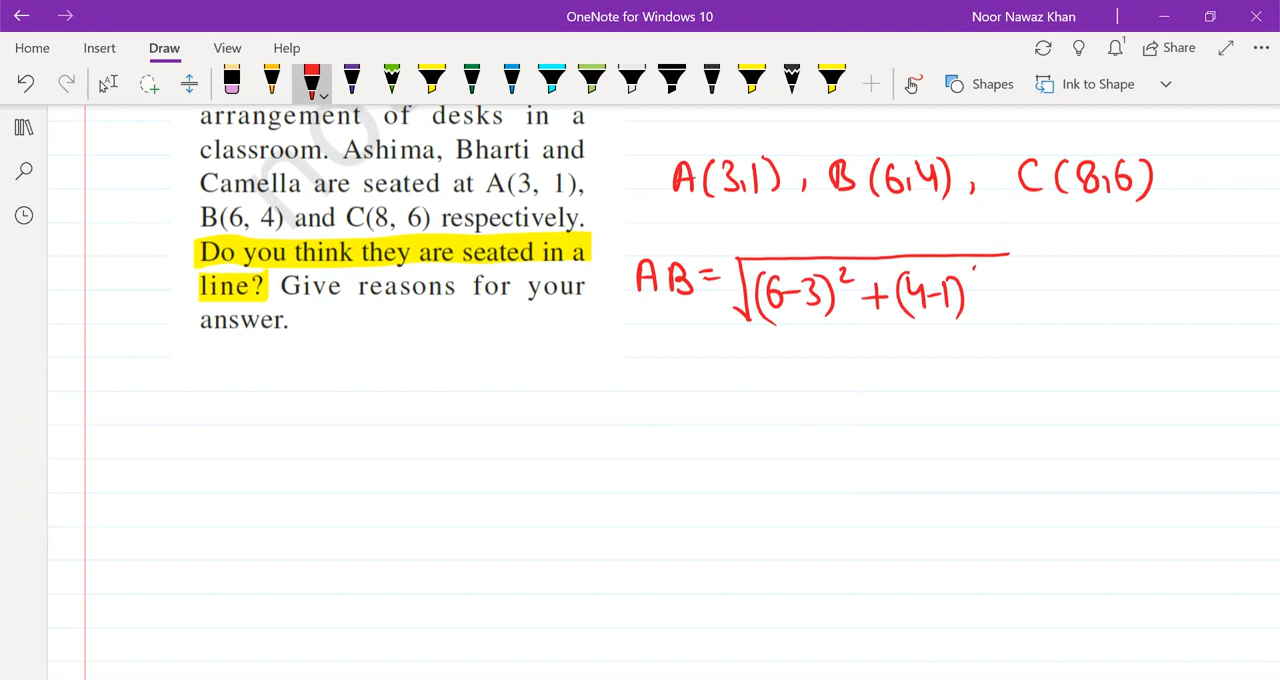 OneNote for Windows 10
Noor Nawaz Khan
Home Insert Draw View Help
1
Share
Shapes
Ink to Shape
arrangement of desks in a
classroom. Ashima, Bharti and
Camella are seated at A(3, 1),
B(6, 4) and C(8, 6) respectively.
Do you think they are seated in a
line? Give reasons for your
answer.
A(3,1), B(6,4), C(8,6)
AB = √(6-3)² + (4-1)